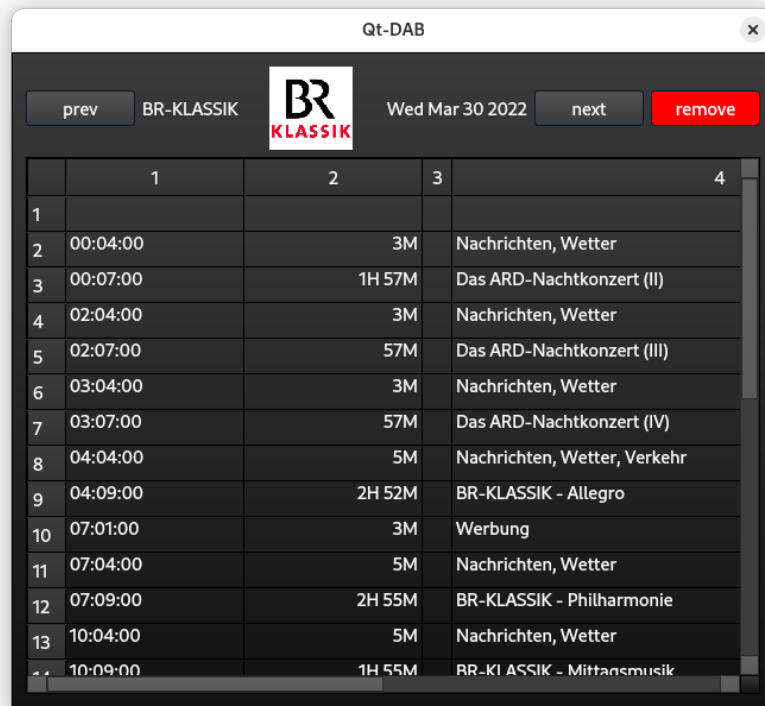 Qt-DAB
prev BR-KLASSIK BR KLASSIK Wed Mar 30 2022 next remove
1 2 3 4
1
2 00:04:00 3M Nachrichten, Wetter
3 00:07:00 1H 57M Das ARD-Nachtkonzert (II)
4 02:04:00 3M Nachrichten, Wetter
5 02:07:00 57M Das ARD-Nachtkonzert (III)
6 03:04:00 3M Nachrichten, Wetter
7 03:07:00 57M Das ARD-Nachtkonzert (IV)
8 04:04:00 5M Nachrichten, Wetter, Verkehr
9 04:09:00 2H 52M BR-KLASSIK - Allegro
10 07:01:00 3M Werbung
11 07:04:00 5M Nachrichten, Wetter
12 07:09:00 2H 55M BR-KLASSIK - Philharmonie
13 10:04:00 5M Nachrichten, Wetter
14 10:09:00 1H 55M BR-KLASSIK - Mittagsmusik